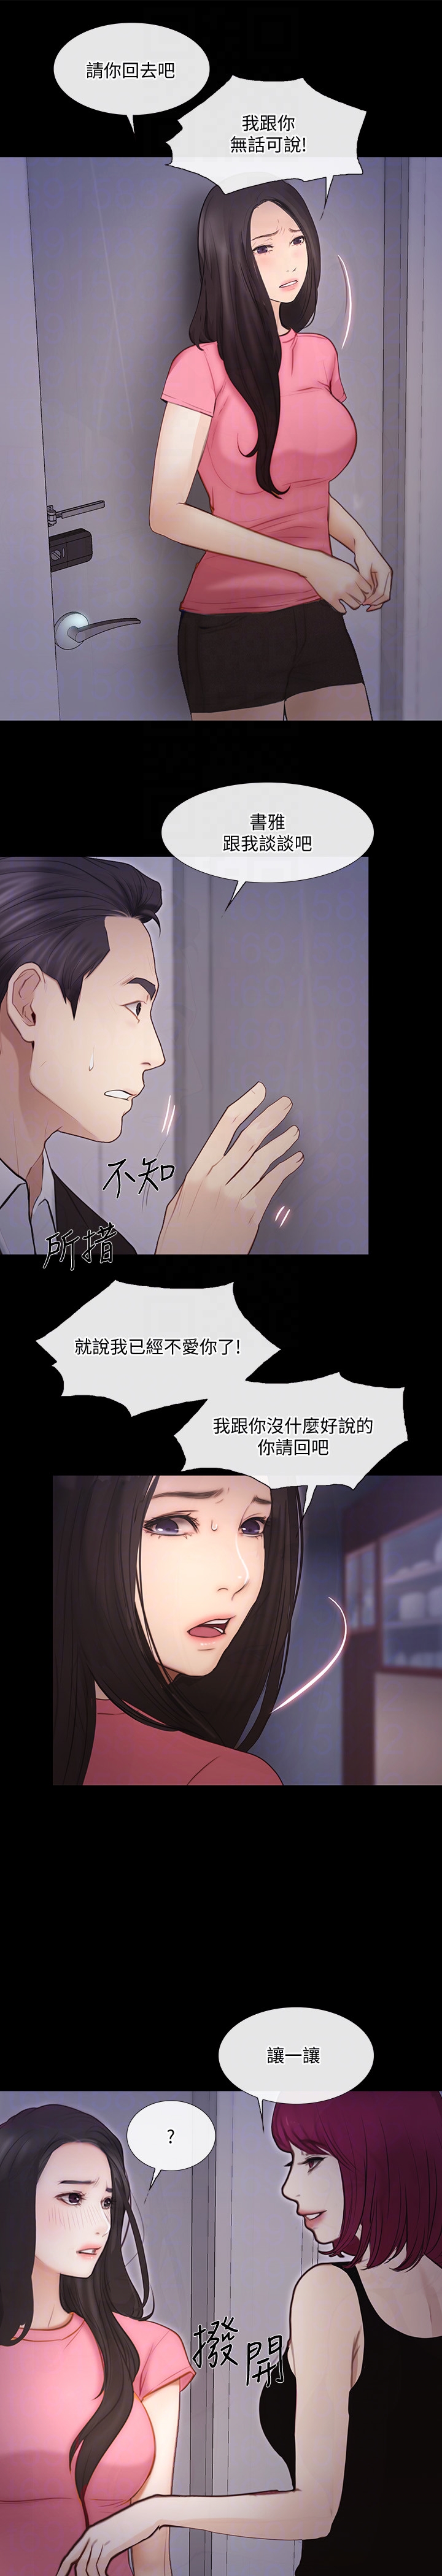 請你回去吧
我跟你
無話可說!
書雅
跟我談談吧
不知
所措
就說我已經不愛你了!
我跟你沒什麼好說的
你請回吧
讓一讓
?
撥開